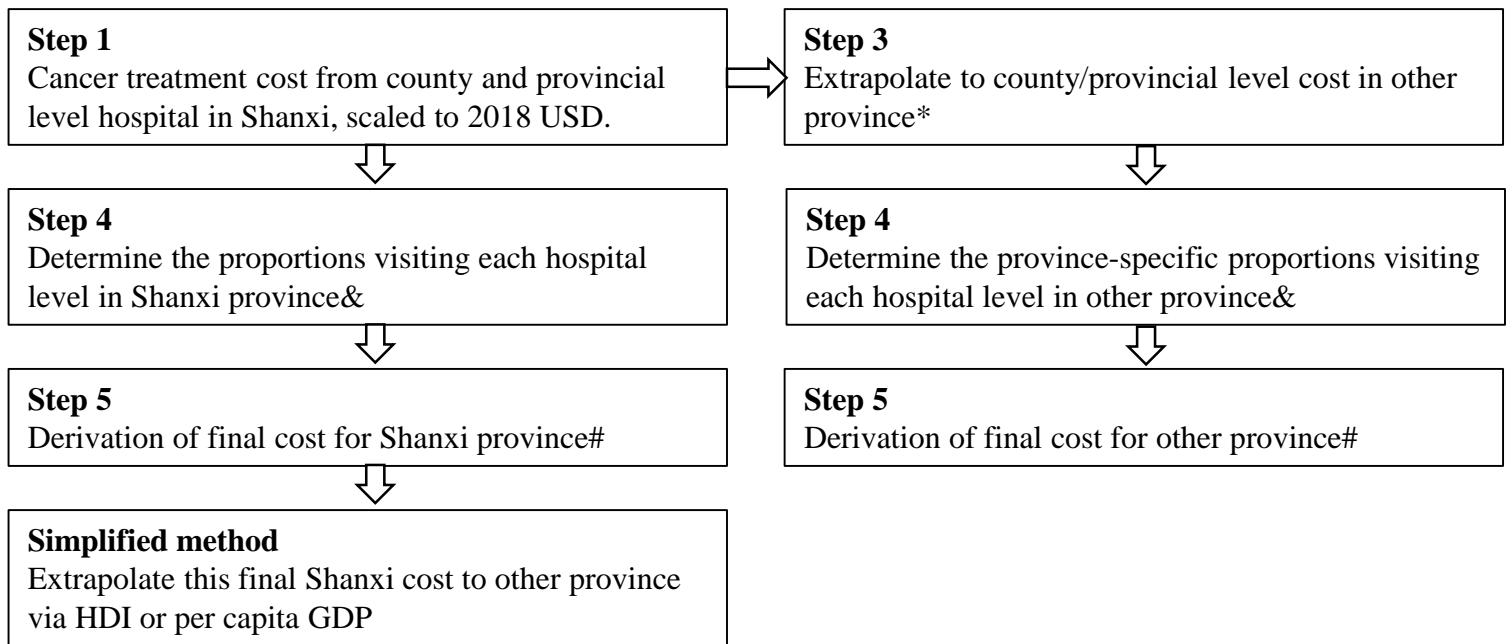 Step 1
Cancer treatment cost from county and provincial
level hospital in Shanxi, scaled to 2018 USD.
Step 3
Extrapolate to county/provincial level cost in other
province*
Step 4
Determine the proportions visiting each hospital
level in Shanxi province&
Step 4
Determine the province-specific proportions visiting
each hospital level in other province&
Step 5
Derivation of final cost for Shanxi province#
Step 5
Derivation of final cost for other province#
Simplified method
Extrapolate this final Shanxi cost to other province
via HDI or per capita GDP